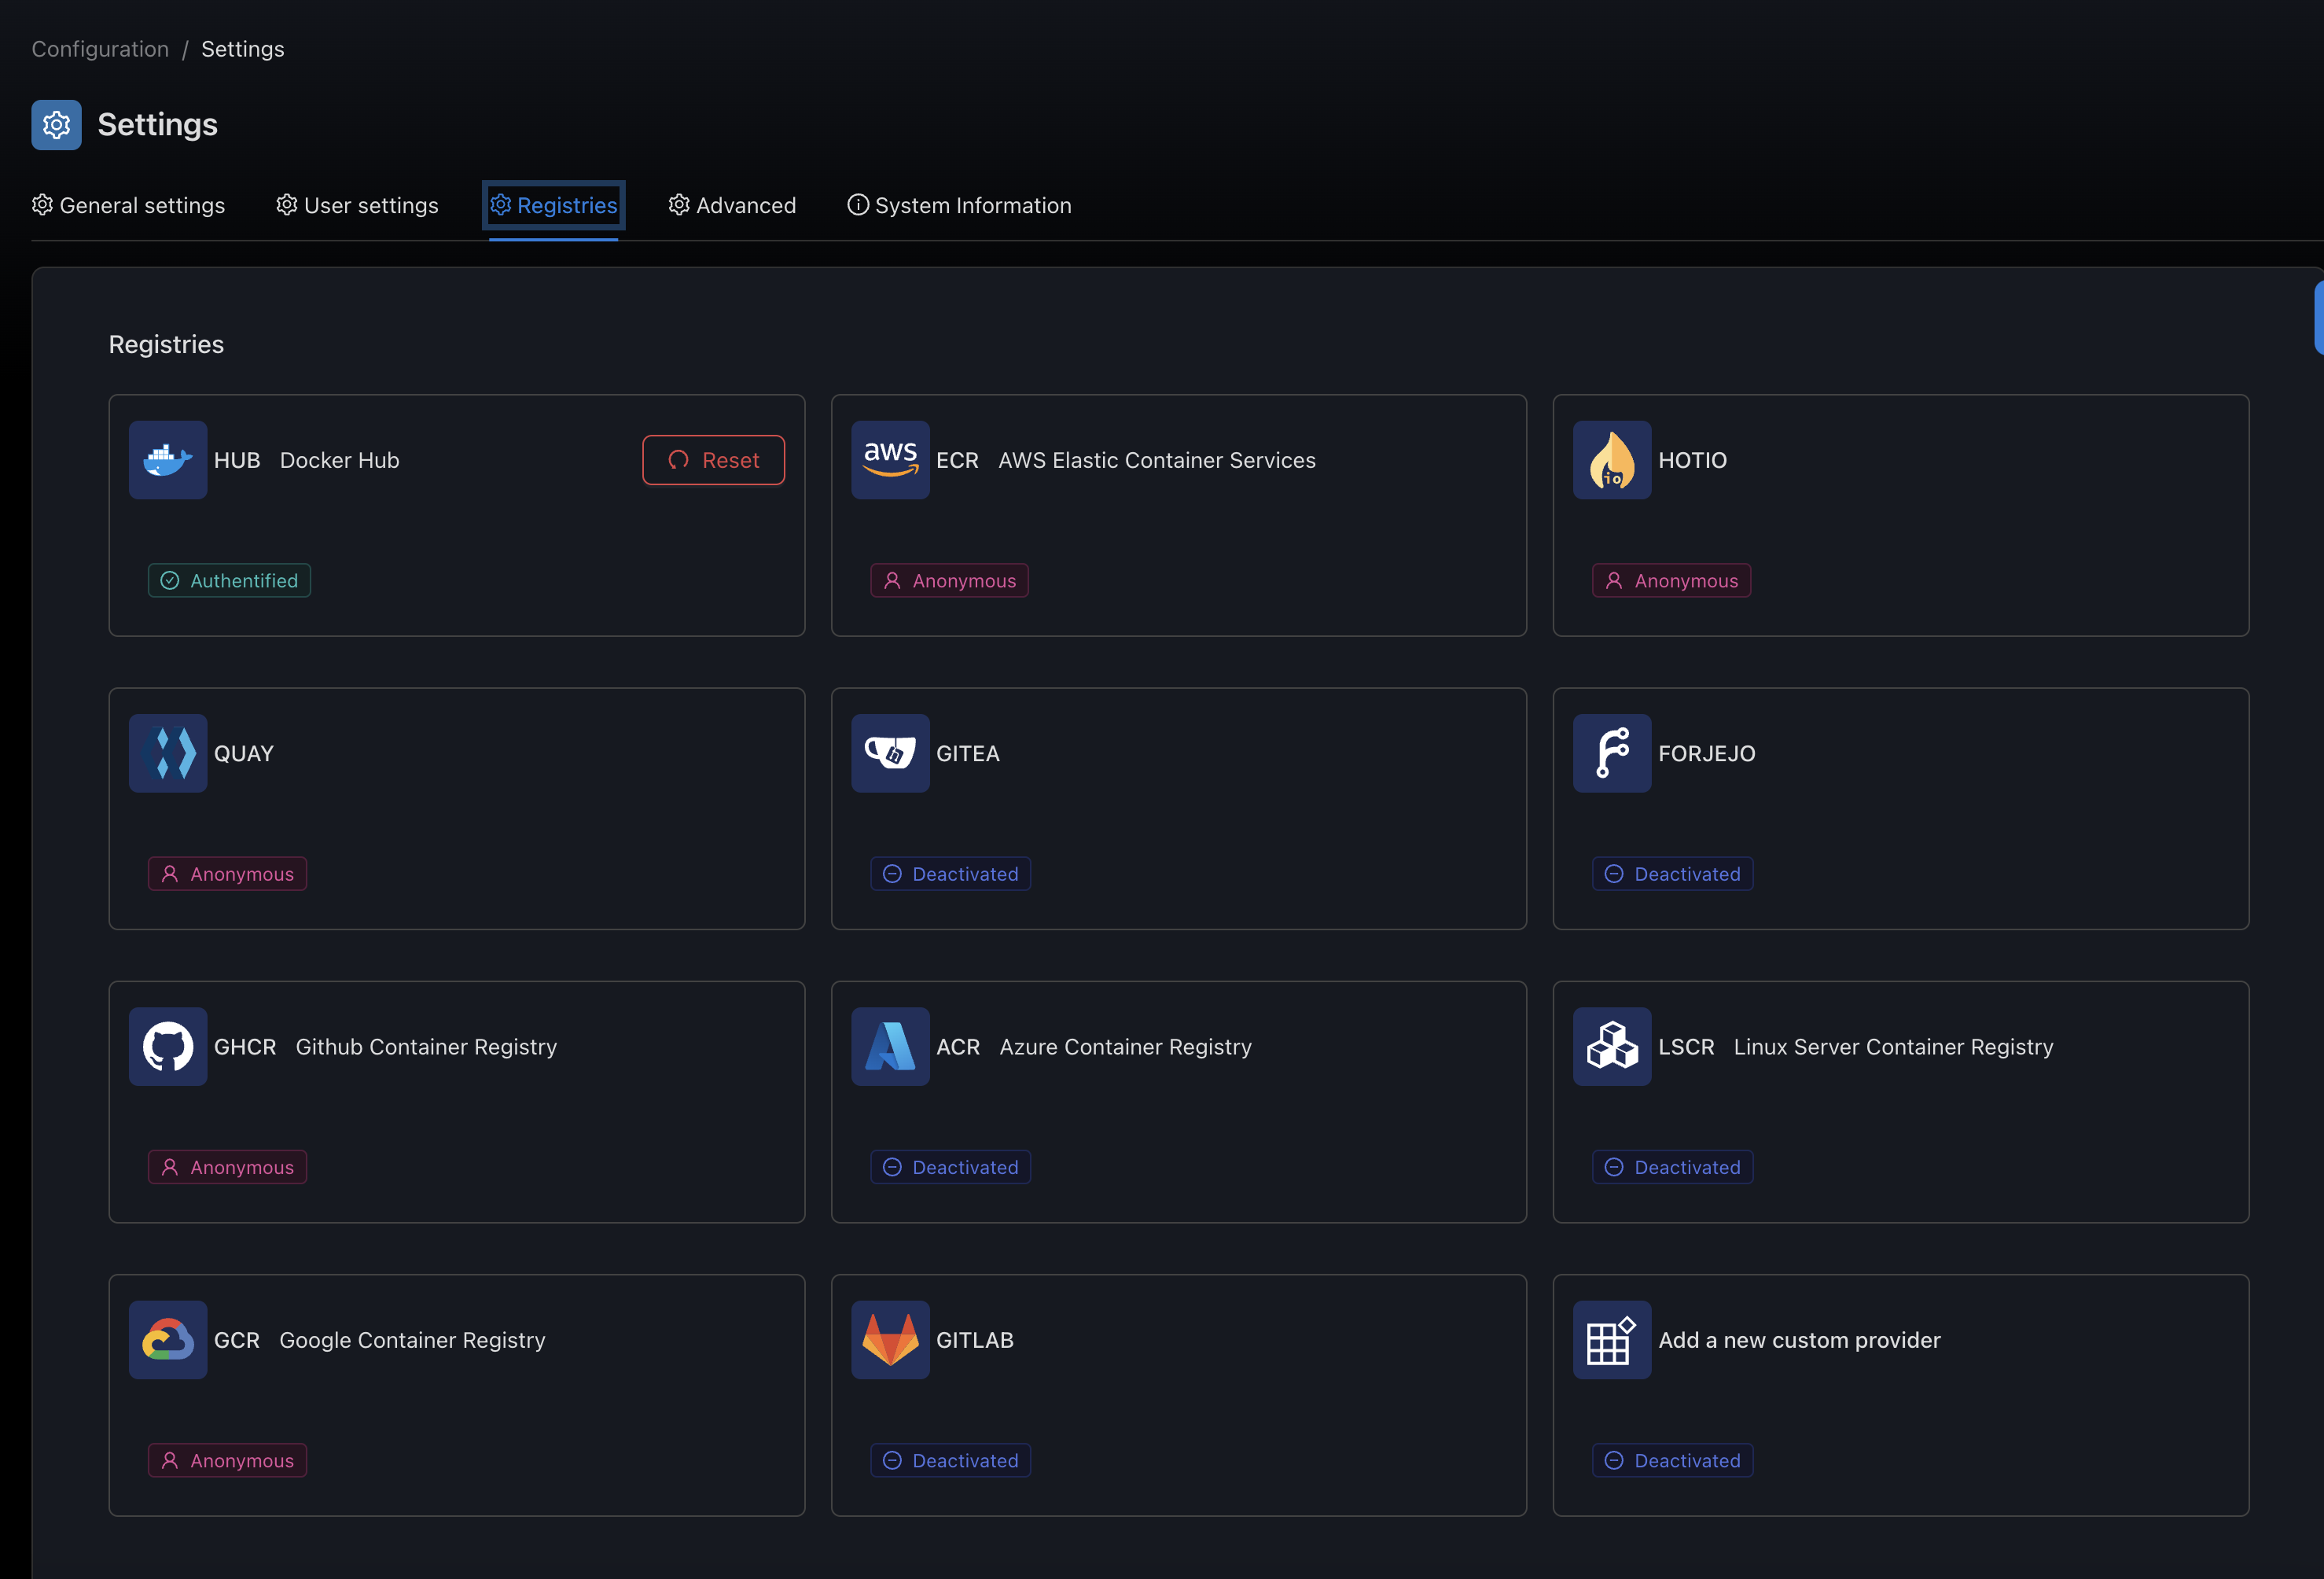 Configuration / Settings
Settings
General settings User settings Registries Advanced System Information
Registries
HUB Docker Hub Reset
Authentified
aws ECR AWS Elastic Container Services
Anonymous
io HOTIO
Anonymous
QUAY
Anonymous
GITEA
Deactivated
FORJEJO
Deactivated
GHCR Github Container Registry
Anonymous
ACR Azure Container Registry
Deactivated
LSCR Linux Server Container Registry
Deactivated
GCR Google Container Registry
Anonymous
GITLAB
Deactivated
Add a new custom provider
Deactivated